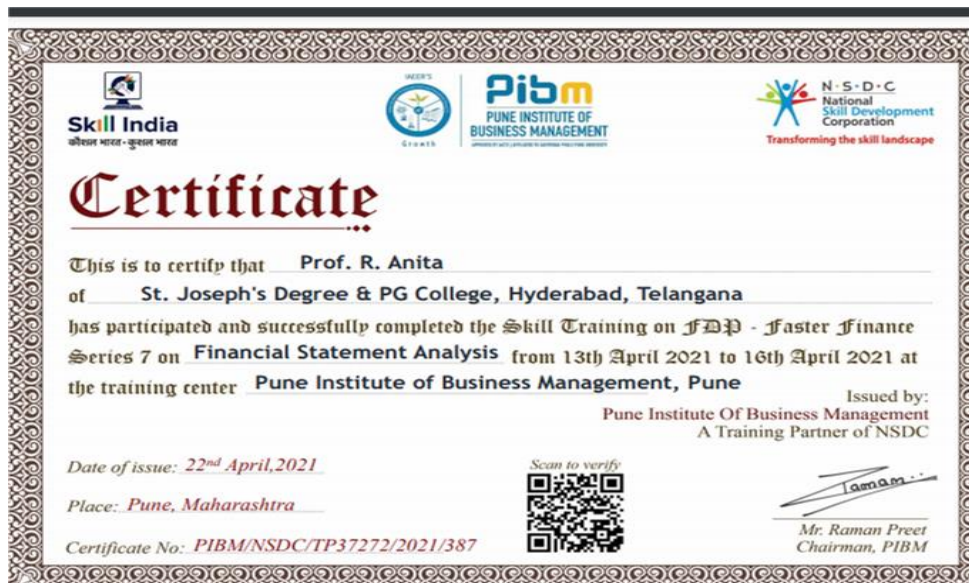 Skill India
कौशल भारत - कुशल भारत
IACER'S
Growth
Pibm
PUNE INSTITUTE OF
BUSINESS MANAGEMENT
N·S·D·C
National
Skill Development
Corporation
Transforming the skill landscape
Certificate
This is to certify that Prof. R. Anita
of St. Joseph's Degree & PG College, Hyderabad, Telangana
has participated and successfully completed the Skill Training on FDP - Faster Finance
Series 7 on Financial Statement Analysis from 13th April 2021 to 16th April 2021 at
the training center Pune Institute of Business Management, Pune
Issued by:
Pune Institute Of Business Management
A Training Partner of NSDC
Date of issue: 22nd April,2021
Scan to verify
Place: Pune, Maharashtra
Certificate No: PIBM/NSDC/TP37272/2021/387
Raman
Mr. Raman Preet
Chairman, PIBM